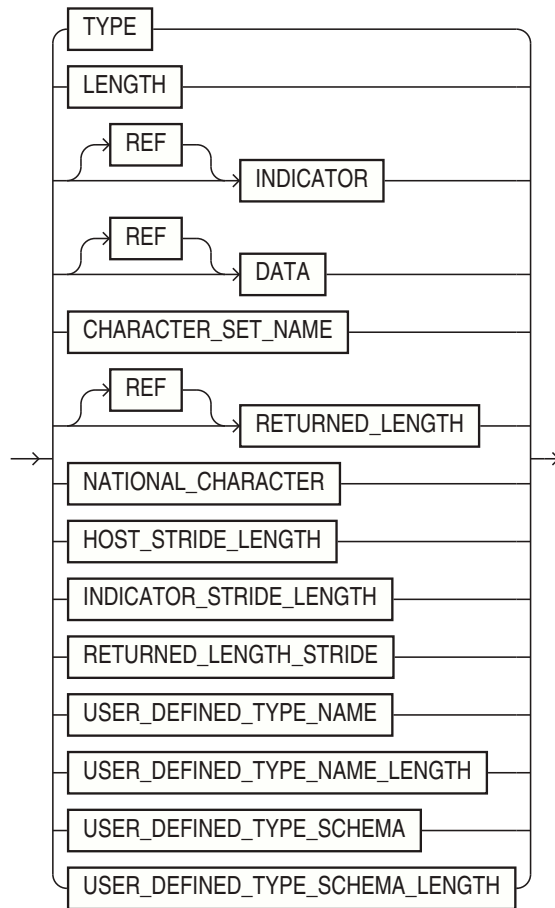 TYPE
LENGTH
REF
INDICATOR
REF
DATA
CHARACTER_SET_NAME
REF
RETURNED_LENGTH
NATIONAL_CHARACTER
HOST_STRIDE_LENGTH
INDICATOR_STRIDE_LENGTH
RETURNED_LENGTH_STRIDE
USER_DEFINED_TYPE_NAME
USER_DEFINED_TYPE_NAME_LENGTH
USER_DEFINED_TYPE_SCHEMA
USER_DEFINED_TYPE_SCHEMA_LENGTH